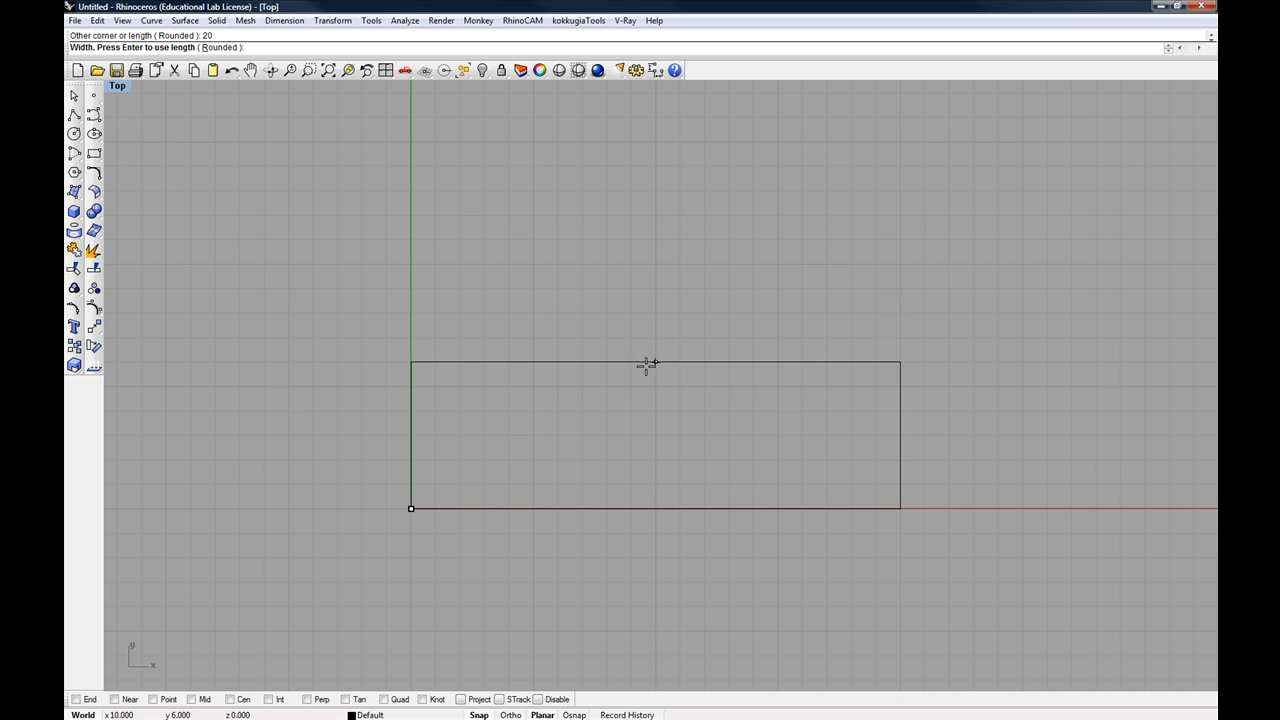 Untitled - Rhinoceros (Educational Lab License) - [Top]
File Edit View Curve Surface Solid Mesh Dimension Transform Tools Analyze Render Monkey RhinoCAM kokkugiaTools V-Ray Help
Other corner or length ( Rounded ): 20
Width. Press Enter to use length ( Rounded ):
Top
y
x
End Near Point Mid Cen Int Perp Tan Quad Knot Project STrack Disable
World x 10.000 y 6.000 z 0.000 Default Snap Ortho Planar Osnap Record History